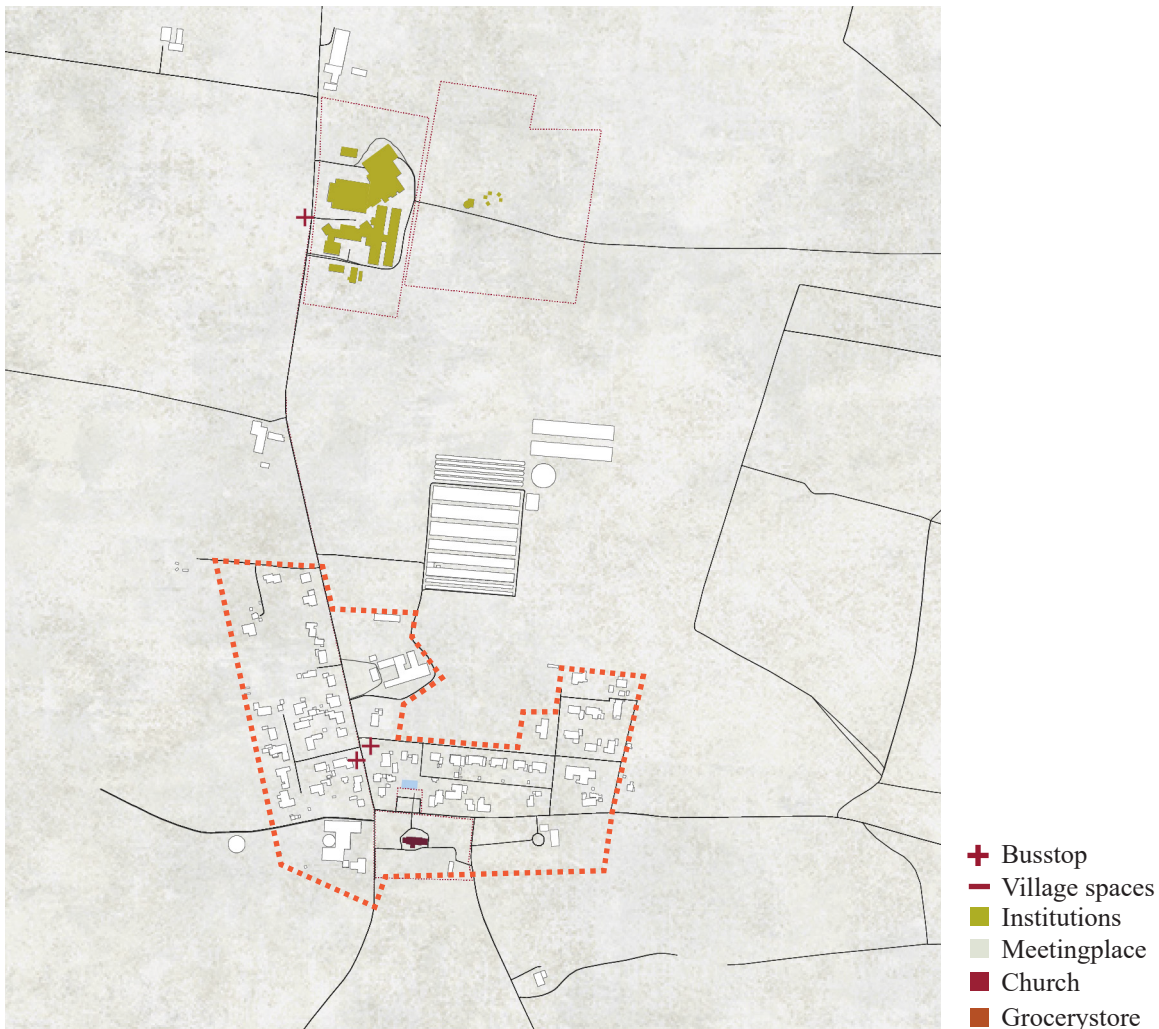 Busstop
Village spaces
Institutions
Meetingplace
Church
Grocerystore